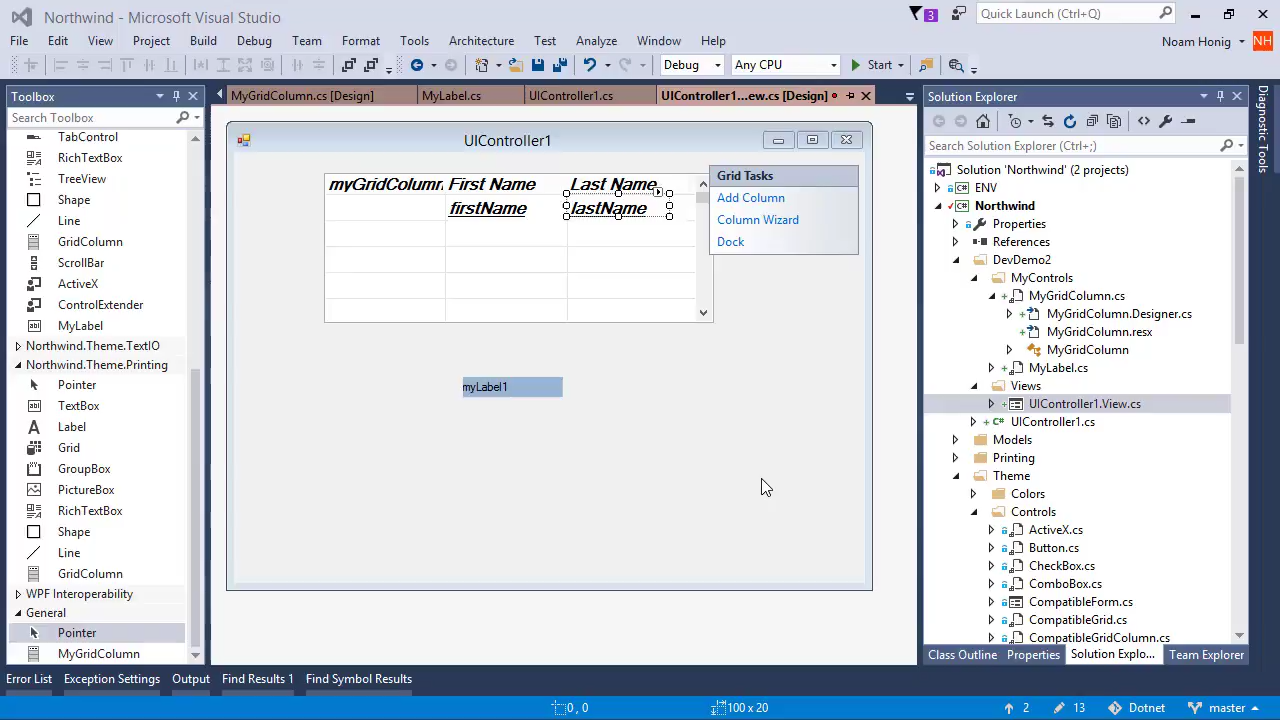 Northwind - Microsoft Visual Studio
3
Quick Launch (Ctrl+Q)
File Edit View Project Build Debug Team Format Tools Architecture Test Analyze Window Help
Noam Honig NH
Debug Any CPU Start
Toolbox
Search Toolbox
TabControl
RichTextBox
TreeView
Shape
Line
GridColumn
ScrollBar
ActiveX
ControlExtender
MyLabel
Northwind.Theme.TextIO
Northwind.Theme.Printing
Pointer
TextBox
Label
Grid
GroupBox
PictureBox
RichTextBox
Shape
Line
GridColumn
WPF Interoperability
General
Pointer
MyGridColumn
MyGridColumn.cs [Design] MyLabel.cs UIController1.cs UIController1...ew.cs [Design]
UIController1
myGridColumn First Name Last Name
firstName lastName
Grid Tasks
Add Column
Column Wizard
Dock
myLabel1
Solution Explorer
Search Solution Explorer (Ctrl+;)
Solution 'Northwind' (2 projects)
ENV
Northwind
Properties
References
DevDemo2
MyControls
MyGridColumn.cs
MyGridColumn.Designer.cs
MyGridColumn.resx
MyGridColumn
MyLabel.cs
Views
UIController1.View.cs
UIController1.cs
Models
Printing
Theme
Colors
Controls
ActiveX.cs
Button.cs
CheckBox.cs
ComboBox.cs
CompatibleForm.cs
CompatibleGrid.cs
CompatibleGridColumn.cs
Class Outline Properties Solution Explo... Team Explorer
Diagnostic Tools
Error List Exception Settings Output Find Results 1 Find Symbol Results
0 , 0 100 x 20 2 13 Dotnet master